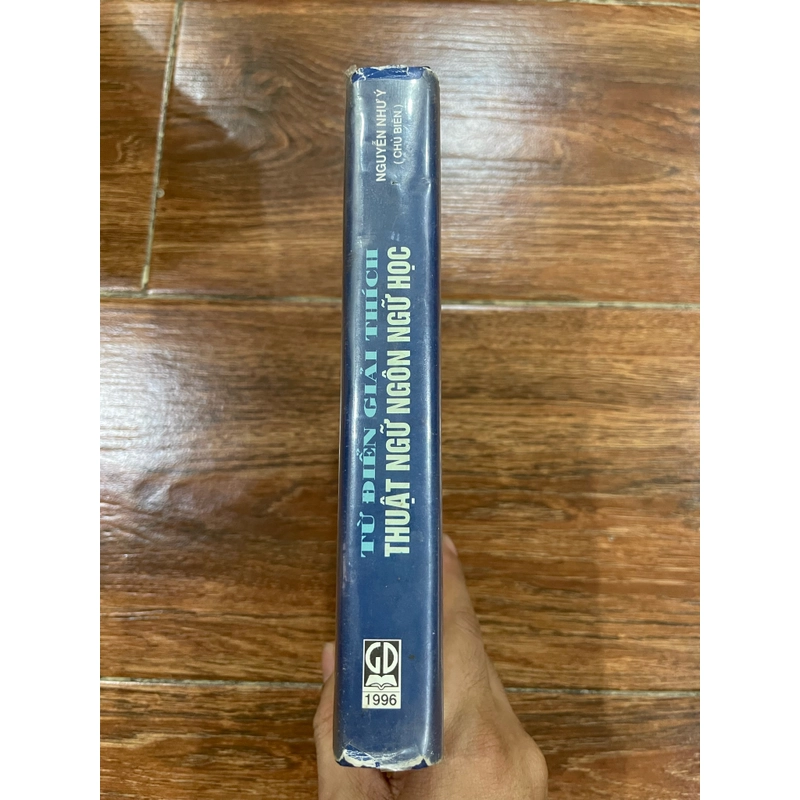 NGUYỄN NHƯ Ý
( CHỦ BIÊN )
TỪ ĐIỂN GIẢI THÍCH
THUẬT NGỮ NGÔN NGỮ HỌC
GD
1996